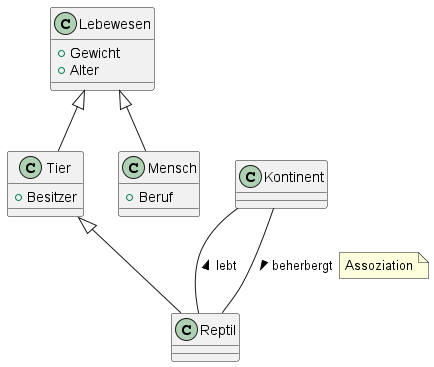 C Lebewesen
Gewicht
Alter
C Tier
Besitzer
C Mensch
Beruf
C Kontinent
lebt
beherbergt
Assoziation
C Reptil